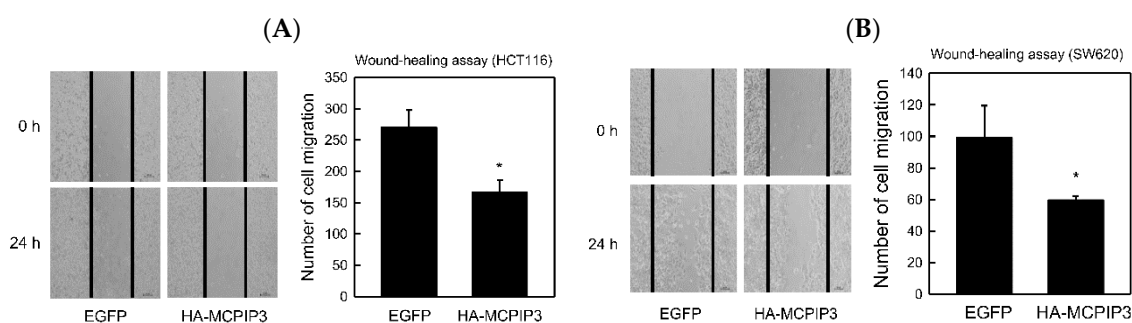 (A)
Wound-healing assay (HCT116)
0 h
24 h
EGFP
HA-MCPIP3
Number of cell migration
350
300
250
200
150
100
50
0
*
EGFP
HA-MCPIP3
(B)
Wound-healing assay (SW620)
0 h
24 h
EGFP
HA-MCPIP3
Number of cell migration
140
120
100
80
60
40
20
0
*
EGFP
HA-MCPIP3